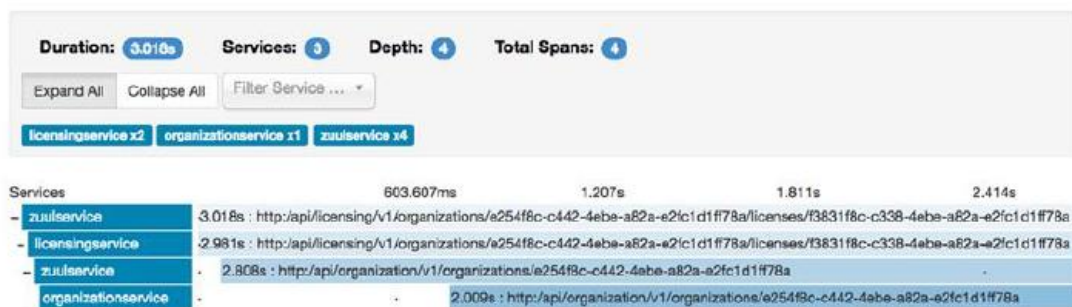 Duration: 3.018s Services: 3 Depth: 4 Total Spans: 4
Expand All Collapse All Filter Service ...
licensingservice x2 organizationservice x1 zuulservice x4
Services 603.607ms 1.207s 1.811s 2.414s
- zuulservice 3.018s : http:/api/licensing/v1/organizations/e254f8c-c442-4ebe-a82a-e2fc1d1ff78a/licenses/f3831f8c-c338-4ebe-a82a-e2fc1d1ff78a
- licensingservice 2.981s : http:/api/licensing/v1/organizations/e254f8c-c442-4ebe-a82a-e2fc1d1ff78a/licenses/f3831f8c-c338-4ebe-a82a-e2fc1d1ff78a
- zuulservice 2.808s : http:/api/organization/v1/organizations/e254f8c-c442-4ebe-a82a-e2fc1d1ff78a
organizationservice 2.009s : http:/api/organization/v1/organizations/e254f8c-c442-4ebe-a82a-e2fc1d1ff78a